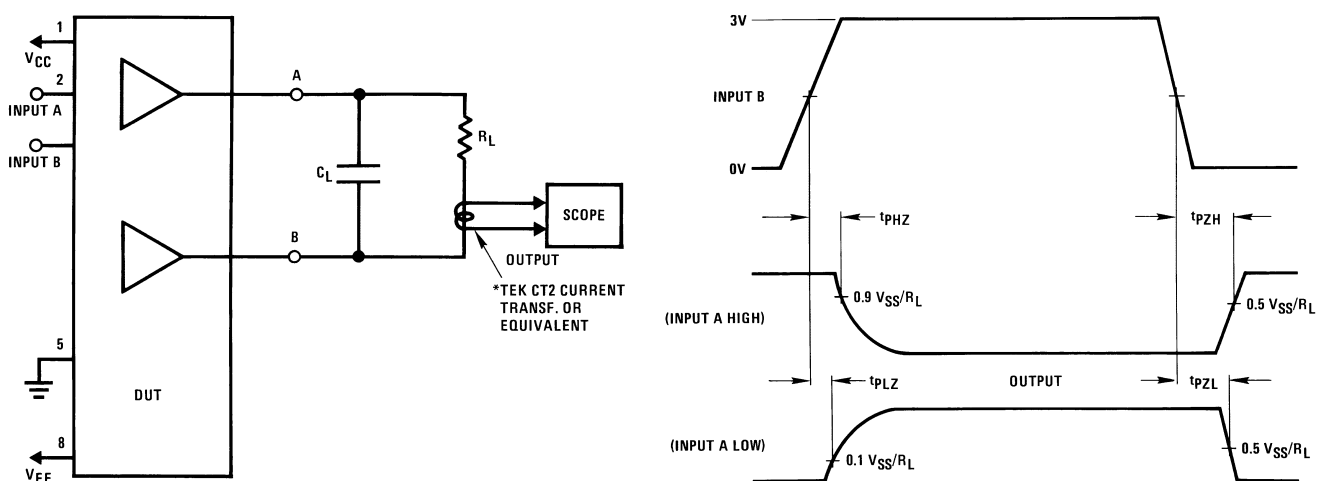 1
VCC
2
INPUT A
INPUT B
A
RL
CL
SCOPE
B
OUTPUT
*TEK CT2 CURRENT
TRANSF. OR
EQUIVALENT
5
DUT
8
VEE
3V
INPUT B
0V
tPHZ
tPZH
0.9 VSS/RL
0.5 VSS/RL
(INPUT A HIGH)
tPLZ
OUTPUT
tPZL
(INPUT A LOW)
0.1 VSS/RL
0.5 VSS/RL